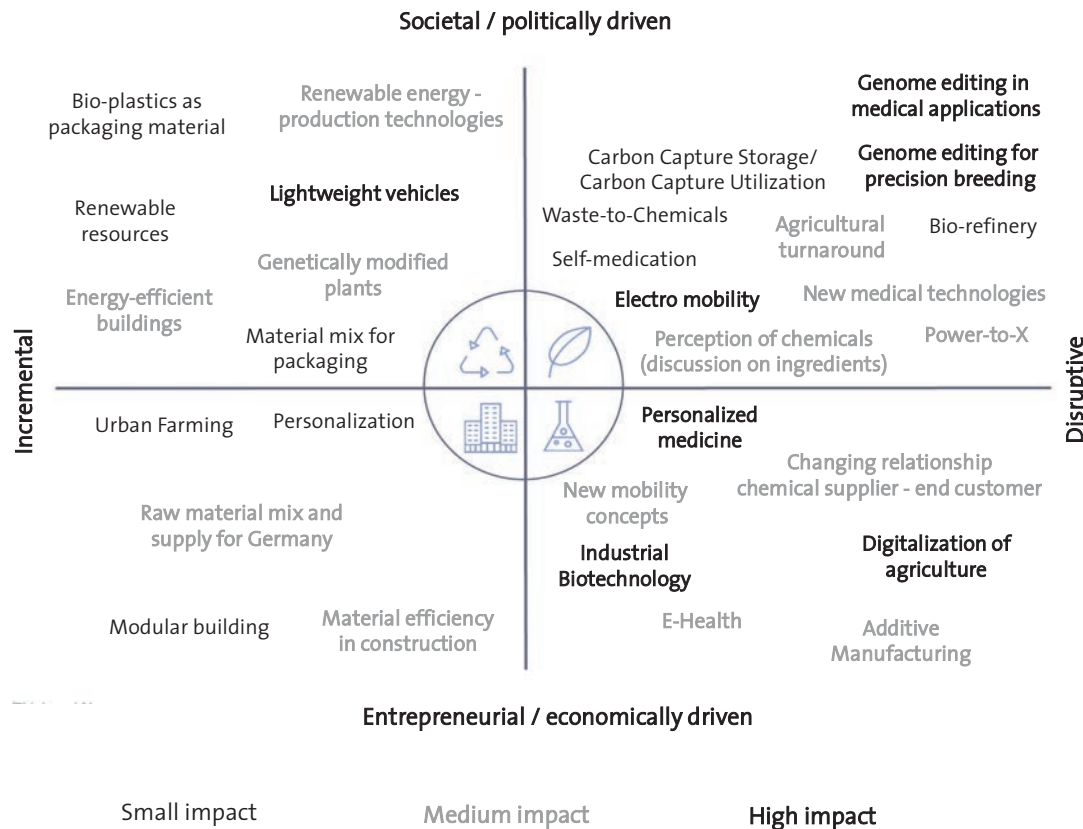 Societal / politically driven
Bio-plastics as
packaging material
Renewable energy -
production technologies
Lightweight vehicles
Renewable
resources
Genetically modified
plants
Energy-efficient
buildings
Material mix for
packaging
Genome editing in
medical applications
Carbon Capture Storage/
Carbon Capture Utilization
Genome editing for
precision breeding
Waste-to-Chemicals
Agricultural
turnaround
Bio-refinery
Self-medication
Electro mobility
New medical technologies
Perception of chemicals
(discussion on ingredients)
Power-to-X
Incremental
Disruptive
Urban Farming
Personalization
Raw material mix and
supply for Germany
Modular building
Material efficiency
in construction
Personalized
medicine
Changing relationship
chemical supplier - end customer
New mobility
concepts
Industrial
Biotechnology
Digitalization of
agriculture
E-Health
Additive
Manufacturing
Entrepreneurial / economically driven
Small impact
Medium impact
High impact